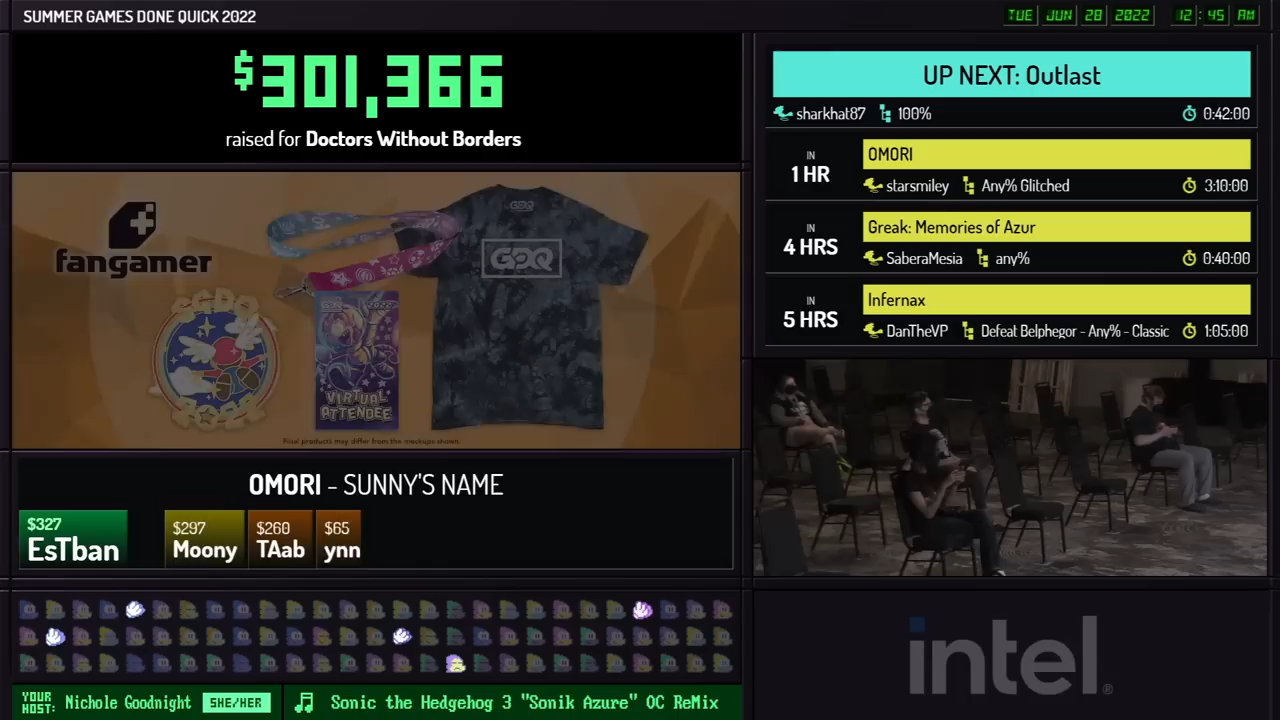 SUMMER GAMES DONE QUICK 2022
TUE JUN 28 2022 12:45 AM
$301,366
raised for Doctors Without Borders
fangamer
GDQ
GDQ
GDQ 2022
VIRTUAL
ATTENDEE
Final products may differ from the mockups shown.
OMORI - SUNNY'S NAME
$327
EsTban
$297
Moony
$260
TAab
$65
ynn
YOUR HOST: Nichole Goodnight SHE/HER
Sonic the Hedgehog 3 "Sonik Azure" OC ReMix
UP NEXT: Outlast
sharkhat87 100% 0:42:00
IN 1 HR
OMORI
starsmiley Any% Glitched 3:10:00
IN 4 HRS
Greak: Memories of Azur
SaberaMesia any% 0:40:00
IN 5 HRS
Infernax
DanTheVP Defeat Belphegor - Any% - Classic 1:05:00
intel